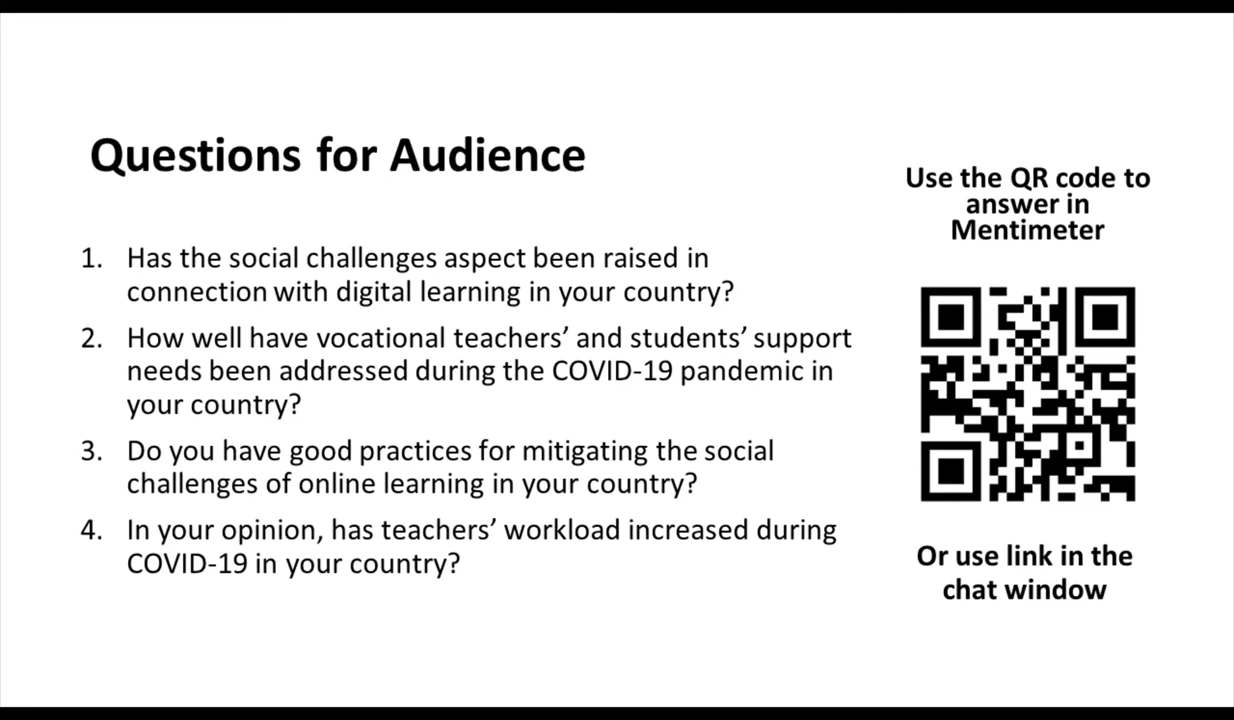 Questions for Audience
1. Has the social challenges aspect been raised in
connection with digital learning in your country?
2. How well have vocational teachers’ and students’ support
needs been addressed during the COVID-19 pandemic in
your country?
3. Do you have good practices for mitigating the social
challenges of online learning in your country?
4. In your opinion, has teachers’ workload increased during
COVID-19 in your country?
Use the QR code to
answer in
Mentimeter
Or use link in the
chat window